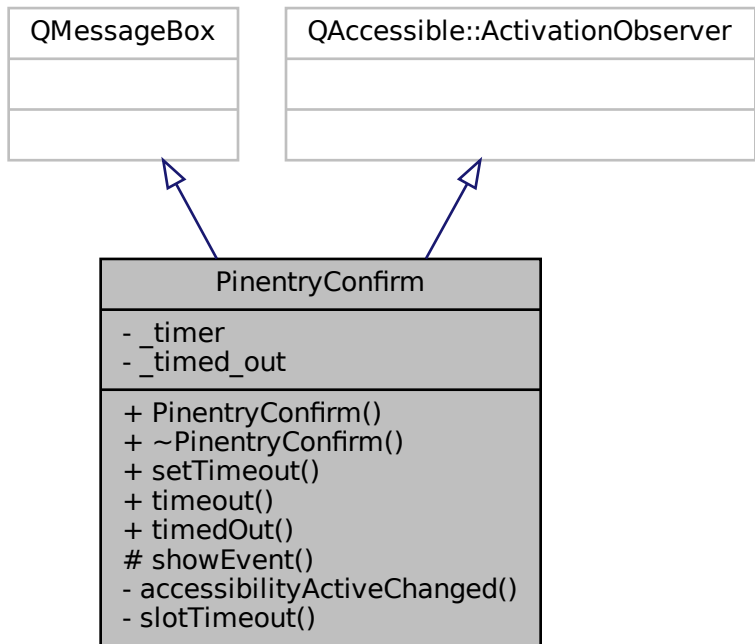 QMessageBox
QAccessible::ActivationObserver
PinentryConfirm
- _timer
- _timed_out
+ PinentryConfirm()
+ ~PinentryConfirm()
+ setTimeout()
+ timeout()
+ timedOut()
# showEvent()
- accessibilityActiveChanged()
- slotTimeout()